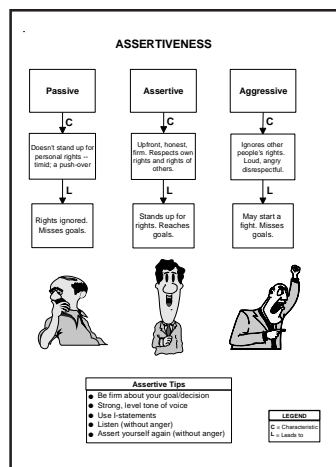 ASSERTIVENESS
Passive
Assertive
Aggressive
C
C
C
Doesn't stand up for
personal rights --
timid; a push-over
Upfront, honest,
firm. Respects own
rights and rights of
others.
Ignores other
people's rights.
Loud, angry
disrespectful.
L
L
L
Rights ignored.
Misses goals.
Stands up for
rights. Reaches
goals.
May start a
fight. Misses
goals.
Assertive Tips
● Be firm about your goal/decision
● Strong, level tone of voice
● Use I-statements
● Listen (without anger)
● Assert yourself again (without anger)
LEGEND
C = Characteristic
L = Leads to